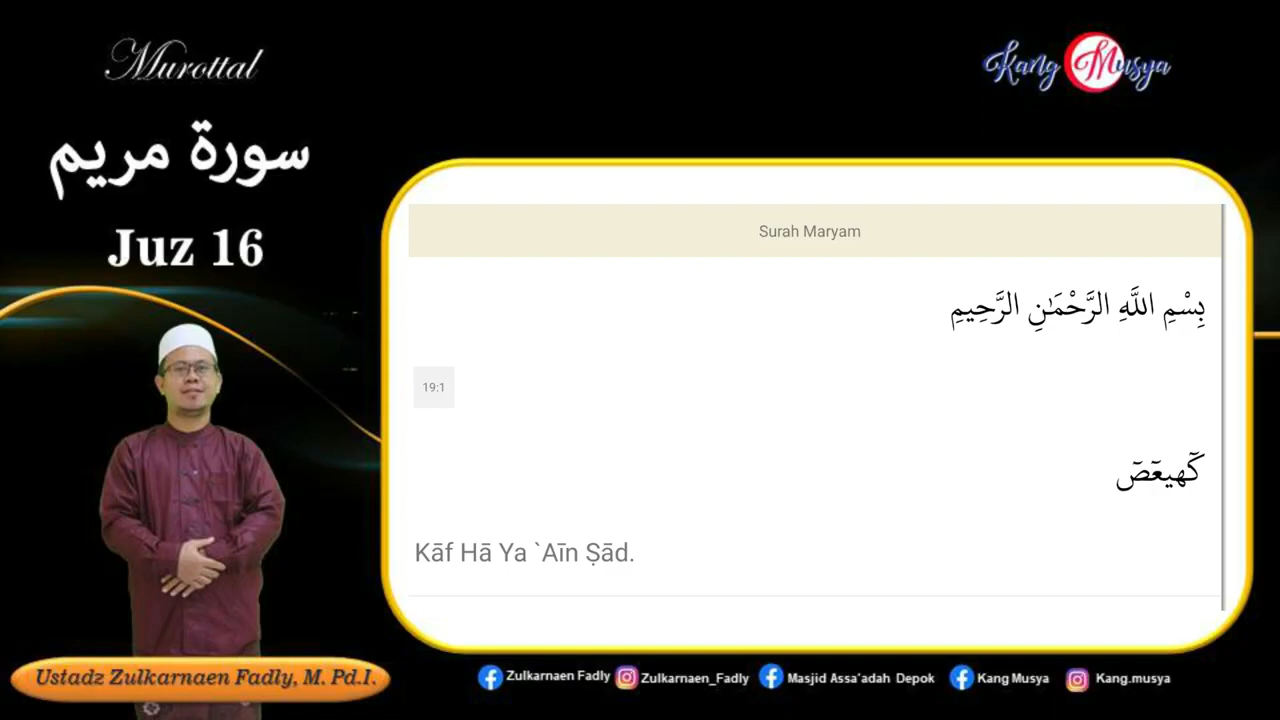 Murottal
سورة مريم
Juz 16
Kang Musya
Surah Maryam
بِسْمِ اللَّهِ الرَّحْمَٰنِ الرَّحِيمِ
19:1
كٓهيعٓصٓ
Kāf Hā Ya `Aīn Ṣād.
Ustadz Zulkarnaen Fadly, M. Pd.I.
Zulkarnaen Fadly Zulkarnaen_Fadly Masjid Assa'adah Depok Kang Musya Kang.musya